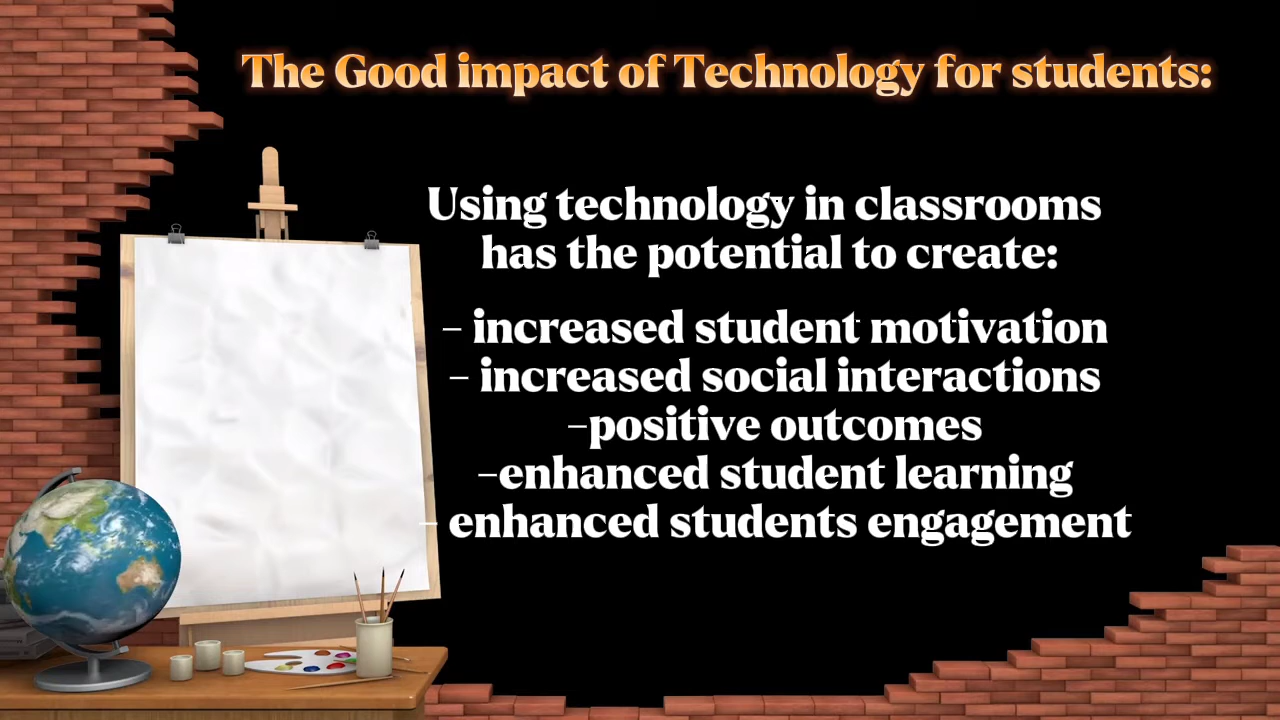 The Good impact of Technology for students:
Using technology in classrooms
has the potential to create:
- increased student motivation
- increased social interactions
-positive outcomes
-enhanced student learning
- enhanced students engagement